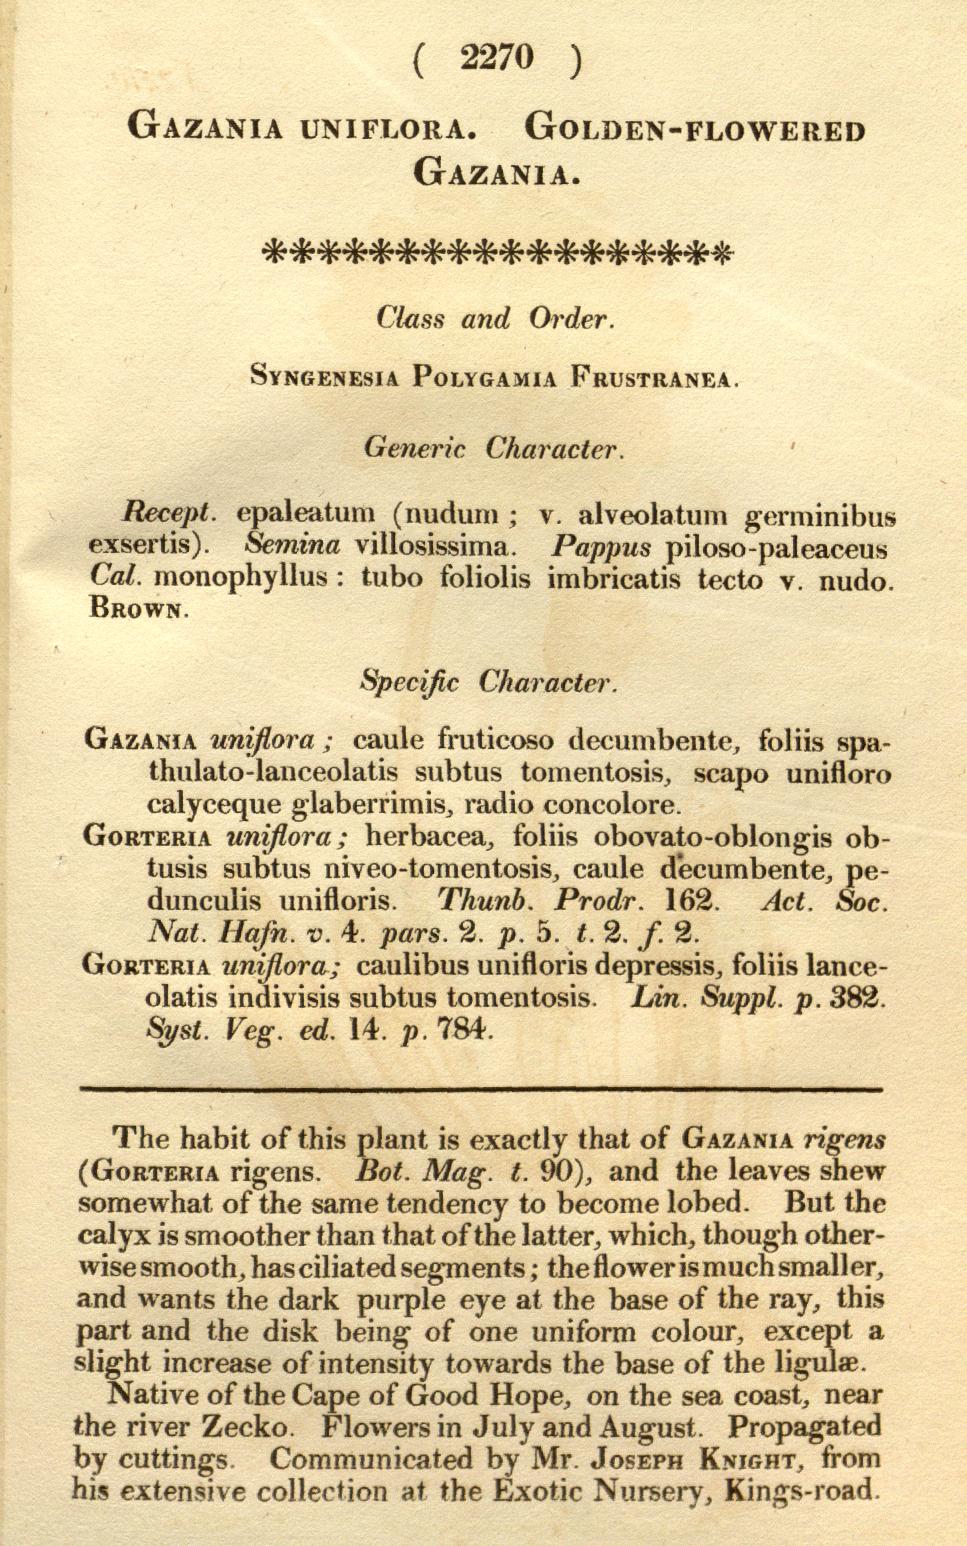 ( 2270 )
GAZANIA UNIFLORA. GOLDEN-FLOWERED
GAZANIA.
******************
Class and Order.
SYNGENESIA POLYGAMIA FRUSTRANEA.
Generic Character.
Recept. epaleatum (nudum ; v. alveolatum germinibus
exsertis). Semina villosissima. Pappus piloso-paleaceus
Cal. monophyllus : tubo foliolis imbricatis tecto v. nudo.
BROWN.
Specific Character.
GAZANIA uniflora ; caule fruticoso decumbente, foliis spa-
thulato-lanceolatis subtus tomentosis, scapo unifloro
calyceque glaberrimis, radio concolore.
GORTERIA uniflora ; herbacea, foliis obovato-oblongis ob-
tusis subtus niveo-tomentosis, caule decumbente, pe-
dunculis unifloris. Thunb. Prodr. 162. Act. Soc.
Nat. Hafn. v. 4. pars. 2. p. 5. t. 2. f. 2.
GORTERIA uniflora; caulibus unifloris depressis, foliis lance-
olatis indivisis subtus tomentosis. Lin. Suppl. p. 382.
Syst. Veg. ed. 14. p. 784.
The habit of this plant is exactly that of GAZANIA rigens
(GORTERIA rigens. Bot. Mag. t. 90), and the leaves shew
somewhat of the same tendency to become lobed. But the
calyx is smoother than that of the latter, which, though other-
wise smooth, has ciliated segments ; the flower is much smaller,
and wants the dark purple eye at the base of the ray, this
part and the disk being of one uniform colour, except a
slight increase of intensity towards the base of the ligulæ.
Native of the Cape of Good Hope, on the sea coast, near
the river Zecko. Flowers in July and August. Propagated
by cuttings. Communicated by Mr. JOSEPH KNIGHT, from
his extensive collection at the Exotic Nursery, Kings-road.